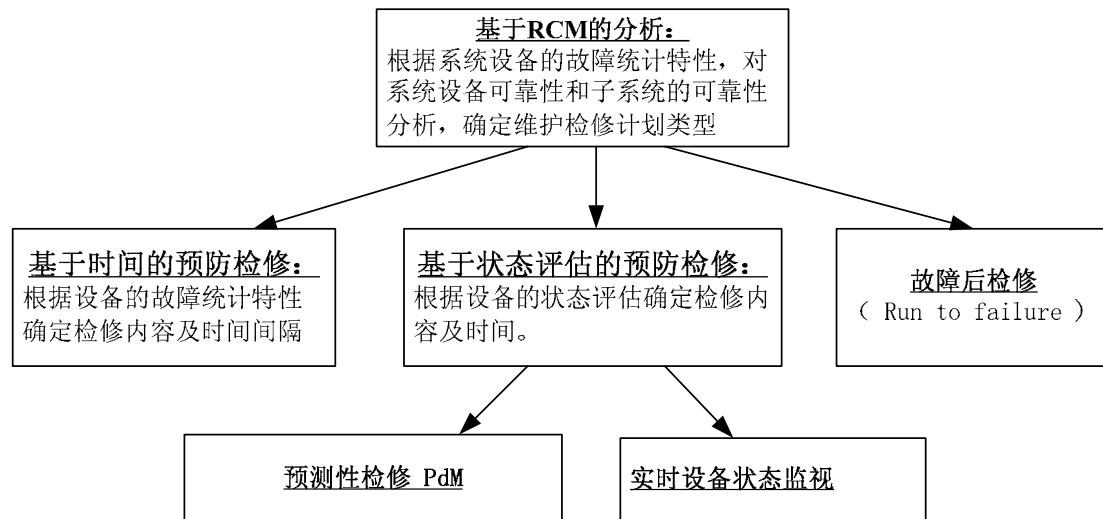 基于RCM的分析：
根据系统设备的故障统计特性，对
系统设备可靠性和子系统的可靠性
分析，确定维护检修计划类型
基于时间的预防检修：
根据设备的故障统计特性
确定检修内容及时间间隔
基于状态评估的预防检修：
根据设备的状态评估确定检修内
容及时间。
故障后检修
（ Run to failure ）
预测性检修 PdM
实时设备状态监视